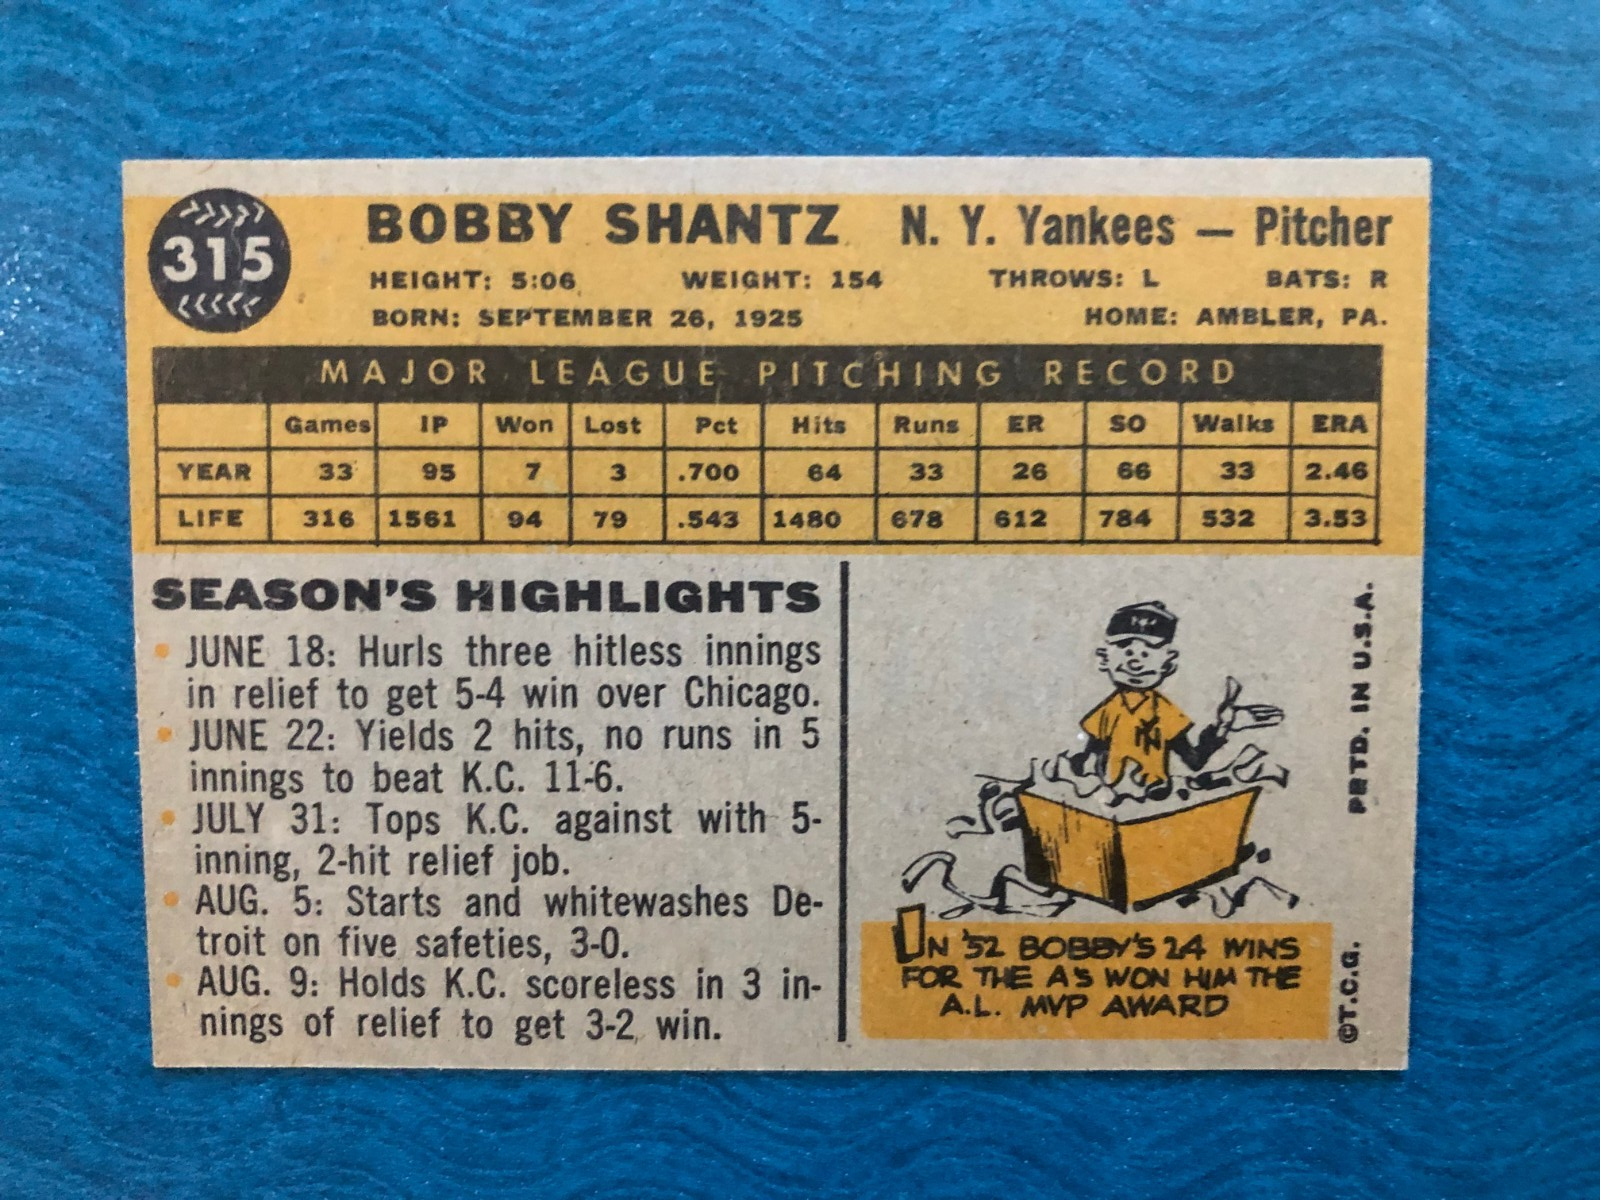 315
BOBBY SHANTZ N. Y. Yankees — Pitcher
HEIGHT: 5:06 WEIGHT: 154 THROWS: L BATS: R
BORN: SEPTEMBER 26, 1925 HOME: AMBLER, PA.
MAJOR LEAGUE PITCHING RECORD
Games IP Won Lost Pct Hits Runs ER SO Walks ERA
YEAR 33 95 7 3 .700 64 33 26 66 33 2.46
LIFE 316 1561 94 79 .543 1480 678 612 784 532 3.53
SEASON'S HIGHLIGHTS
• JUNE 18: Hurls three hitless innings
in relief to get 5-4 win over Chicago.
• JUNE 22: Yields 2 hits, no runs in 5
innings to beat K.C. 11-6.
• JULY 31: Tops K.C. against with 5-
inning, 2-hit relief job.
• AUG. 5: Starts and whitewashes De-
troit on five safeties, 3-0.
• AUG. 9: Holds K.C. scoreless in 3 in-
nings of relief to get 3-2 win.
NY
IN '52 BOBBY'S 24 WINS
FOR THE A'S WON HIM THE
A.L. MVP AWARD
©T.C.G. PRTD. IN U.S.A.